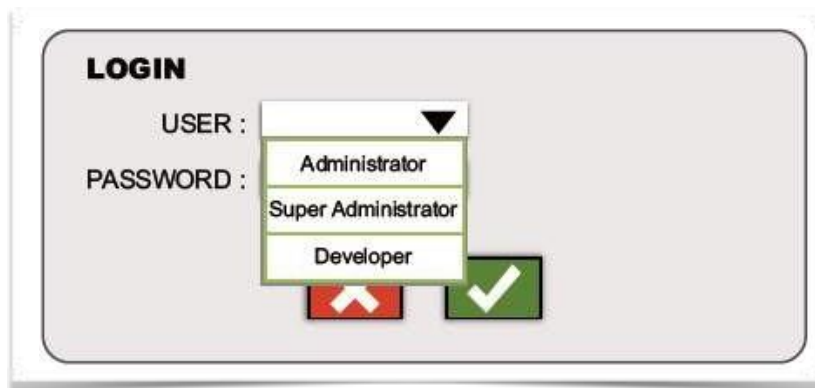 LOGIN
USER :
Administrator
PASSWORD :
Super Administrator
Developer